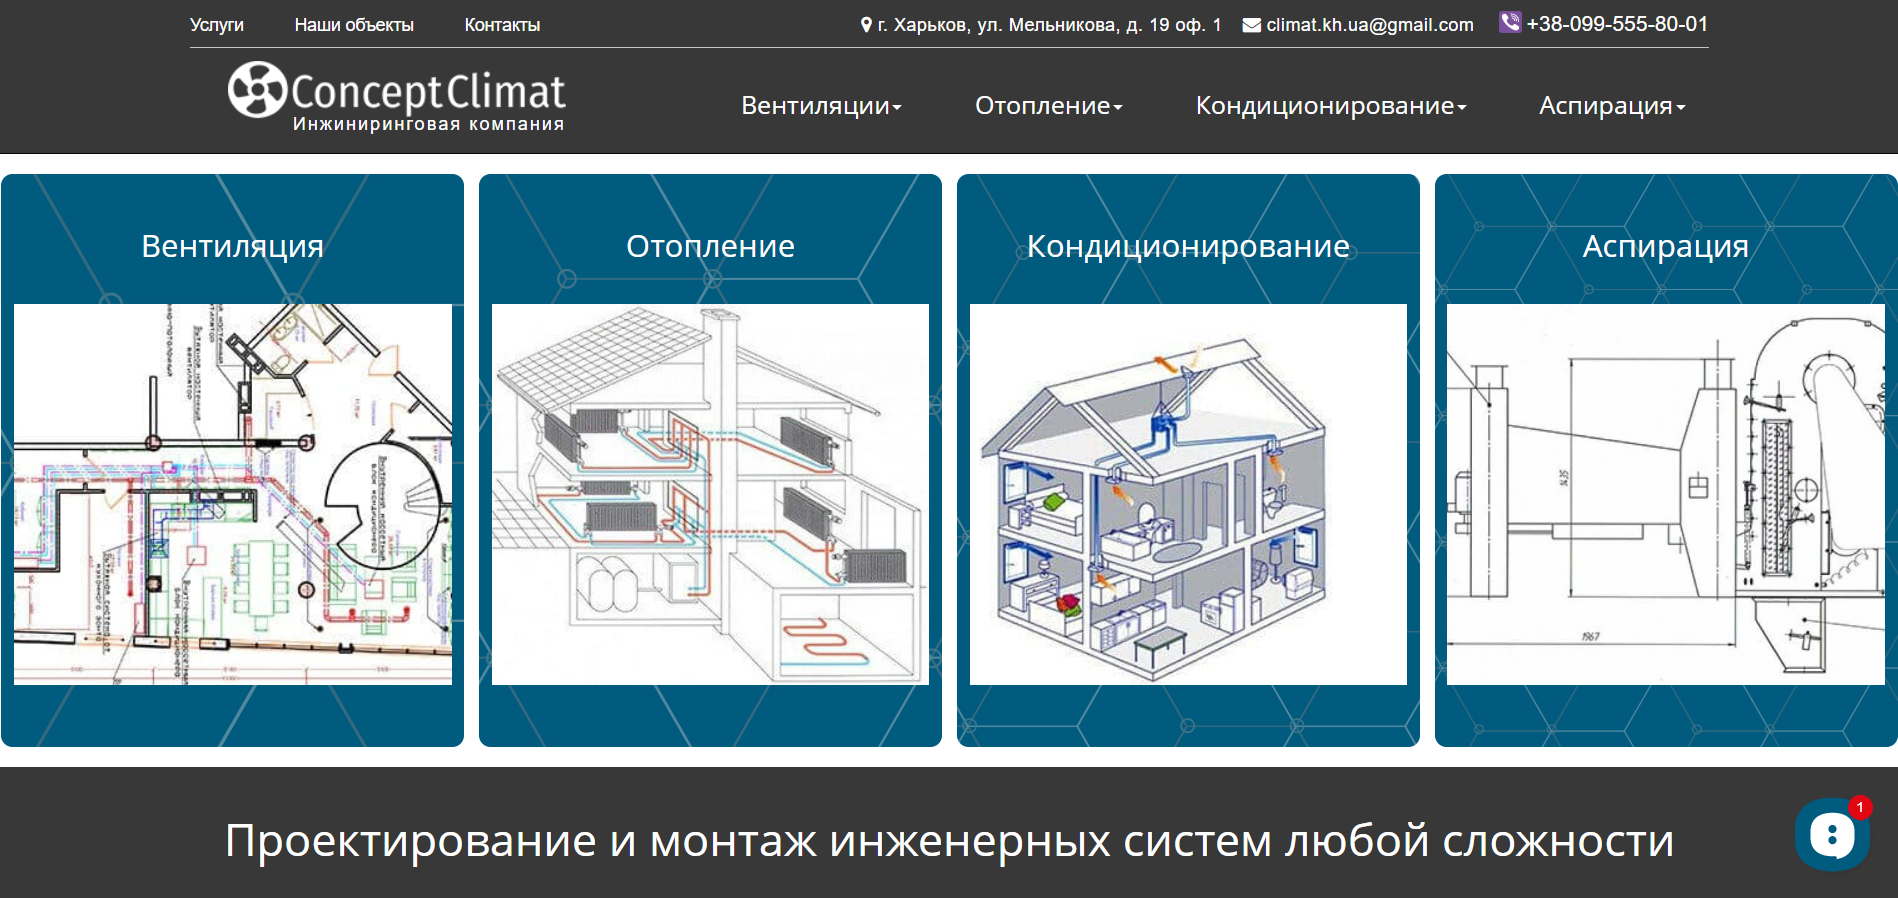 Услуги Наши объекты Контакты г. Харьков, ул. Мельникова, д. 19 оф. 1 climat.kh.ua@gmail.com +38-099-555-80-01
ConceptClimat
Инжиниринговая компания
Вентиляции Отопление Кондиционирование Аспирация
Вентиляция
Отопление
Кондиционирование
Аспирация
1435
1967
Проектирование и монтаж инженерных систем любой сложности
1